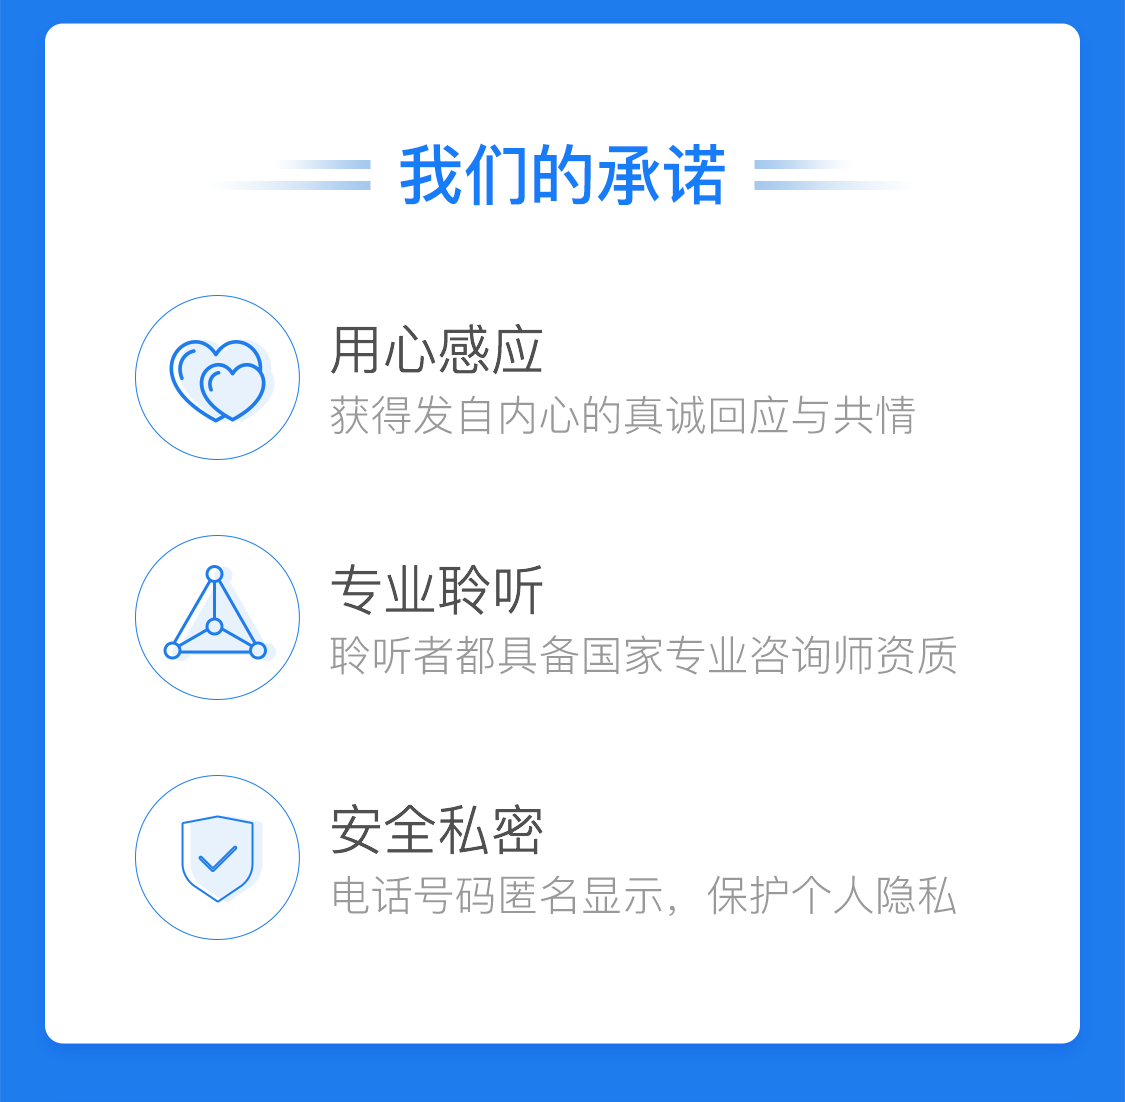 我们的承诺
用心感应
获得发自内心的真诚回应与共情
专业聆听
聆听者都具备国家专业咨询师资质
安全私密
电话号码匿名显示，保护个人隐私